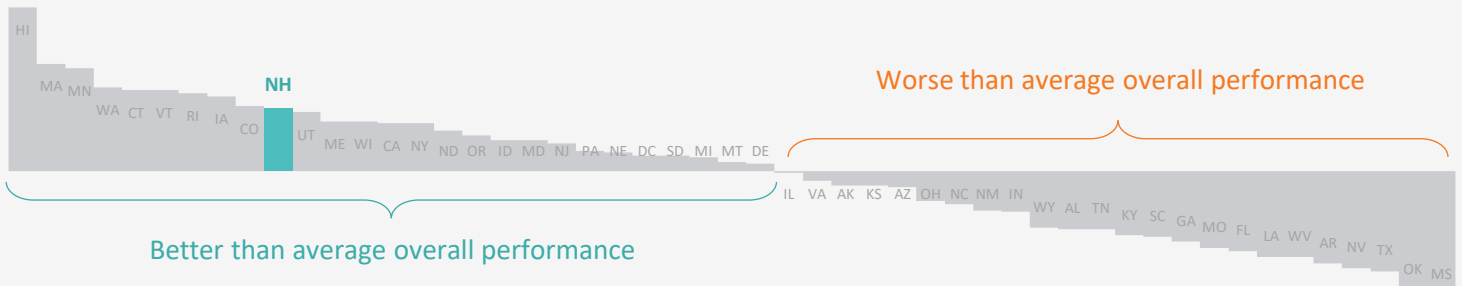 HI
MA
MN
WA
CT
VT
RI
IA
CO
NH
UT
ME
WI
CA
NY
ND
OR
ID
MD
NJ
PA
NE
DC
SD
MI
MT
DE
IL
VA
AK
KS
AZ
OH
NC
NM
IN
WY
AL
TN
KY
SC
GA
MO
FL
LA
WV
AR
NV
TX
OK
MS
Worse than average overall performance
Better than average overall performance